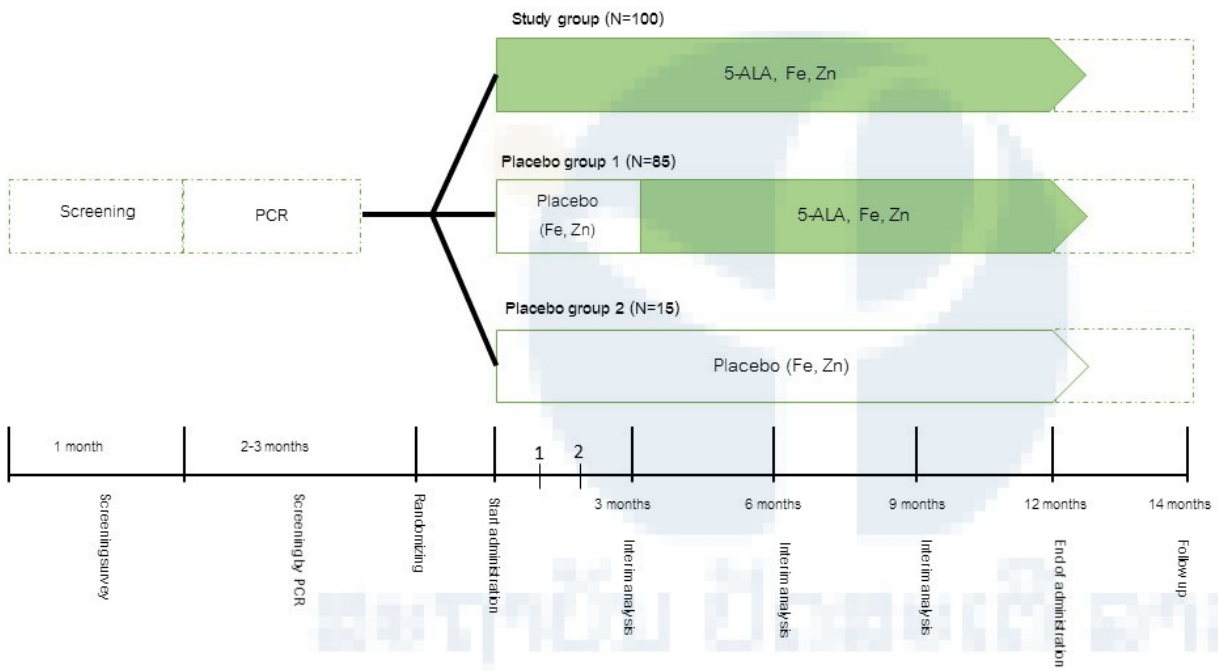 Study group (N=100)
5-ALA, Fe, Zn
Placebo group 1 (N=85)
Screening
PCR
Placebo
(Fe, Zn)
5-ALA, Fe, Zn
Placebo group 2 (N=15)
Placebo (Fe, Zn)
1 month
2-3 months
1
2
3 months
6 months
9 months
12 months
14 months
Screening survey
Screening by PCR
Randomizing
Start administration
Interim analysis
Interim analysis
Interim analysis
End of administration
Follow up